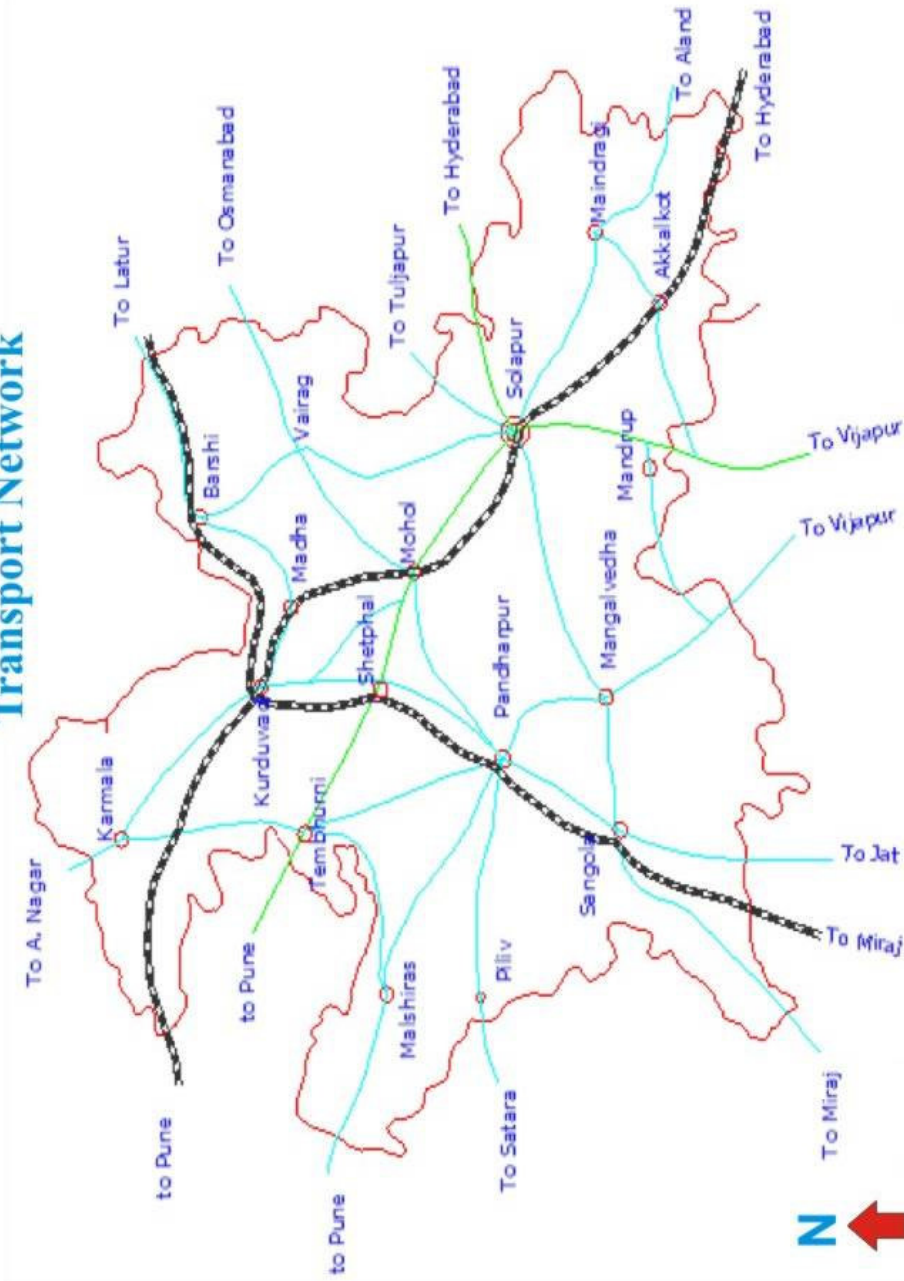 Transport Network
To A. Nagar
Karmala
to Pune
to Pune
Tembhurni
Kurduwadi
Shetphal
Madha
Barshi
To Latur
Vairag
To Osmanabad
To Tuljapur
To Hyderabad
Mohol
Solapur
Malshiras
to Pune
Piliv
To Satara
Pandharpur
Mangalvedha
Sangola
Mandrup
Maindragi
Akkalkot
To Aland
To Hyderabad
To Vijapur
To Vijapur
To Jat
To Miraj
To Miraj
N